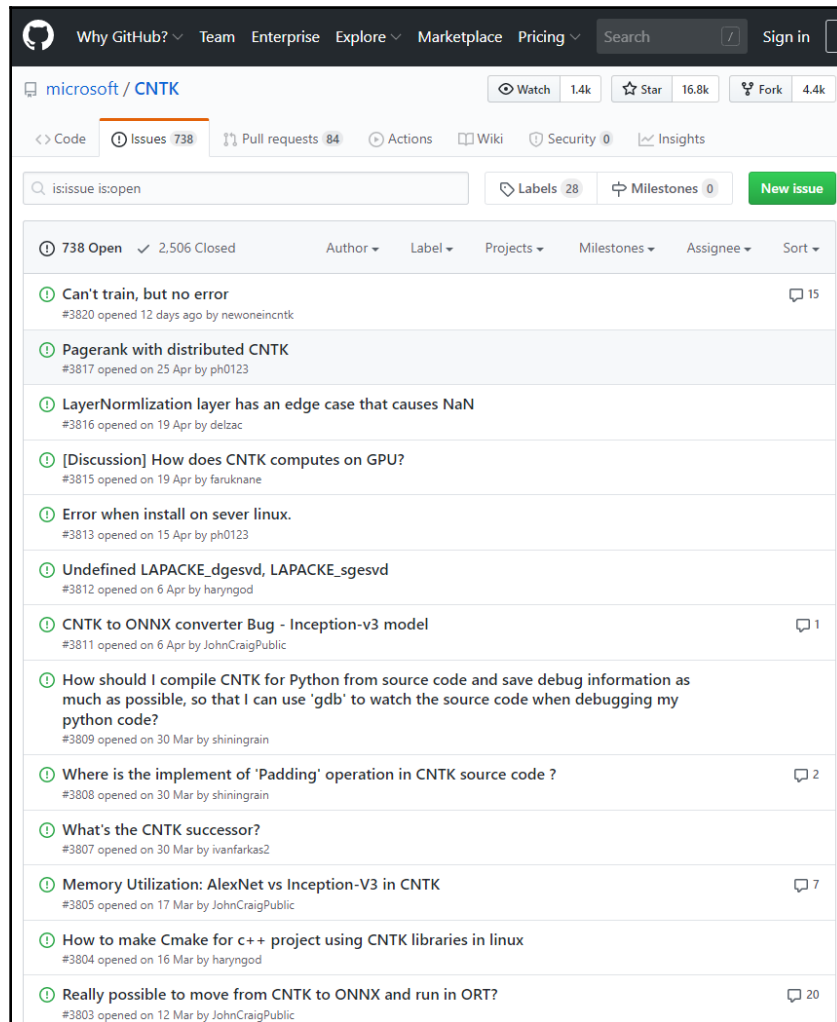 Why GitHub? Team Enterprise Explore Marketplace Pricing Search / Sign in
microsoft / CNTK Watch 1.4k Star 16.8k Fork 4.4k
<> Code Issues 738 Pull requests 84 Actions Wiki Security 0 Insights
is:issue is:open Labels 28 Milestones 0 New issue
738 Open 2,506 Closed Author Label Projects Milestones Assignee Sort
Can't train, but no error 15
#3820 opened 12 days ago by newoneincntk
Pagerank with distributed CNTK
#3817 opened on 25 Apr by ph0123
LayerNormlization layer has an edge case that causes NaN
#3816 opened on 19 Apr by delzac
[Discussion] How does CNTK computes on GPU?
#3815 opened on 19 Apr by faruknane
Error when install on sever linux.
#3813 opened on 15 Apr by ph0123
Undefined LAPACKE_dgesvd, LAPACKE_sgesvd
#3812 opened on 6 Apr by haryngod
CNTK to ONNX converter Bug - Inception-v3 model 1
#3811 opened on 6 Apr by JohnCraigPublic
How should I compile CNTK for Python from source code and save debug information as
much as possible, so that I can use 'gdb' to watch the source code when debugging my
python code?
#3809 opened on 30 Mar by shiningrain
Where is the implement of 'Padding' operation in CNTK source code ? 2
#3808 opened on 30 Mar by shiningrain
What's the CNTK successor?
#3807 opened on 30 Mar by ivanfarkas2
Memory Utilization: AlexNet vs Inception-V3 in CNTK 7
#3805 opened on 17 Mar by JohnCraigPublic
How to make Cmake for c++ project using CNTK libraries in linux
#3804 opened on 16 Mar by haryngod
Really possible to move from CNTK to ONNX and run in ORT? 20
#3803 opened on 12 Mar by JohnCraigPublic